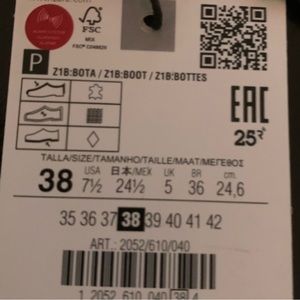 FSC
MIX
P
Z1B:BOTA / Z1B:BOOT / Z1B:BOTTES
EAC
TALLA/SIZE/TAMANHO/TAILLE/MAAT/ΜΕΓΕΘΟΣ
USA 日本/MEX UK BR cm.
38 7½ 24½ 5 36 24,6
35 36 37 38 39 40 41 42
ART.: 2052/610/040
1 2052 610 040 38 4